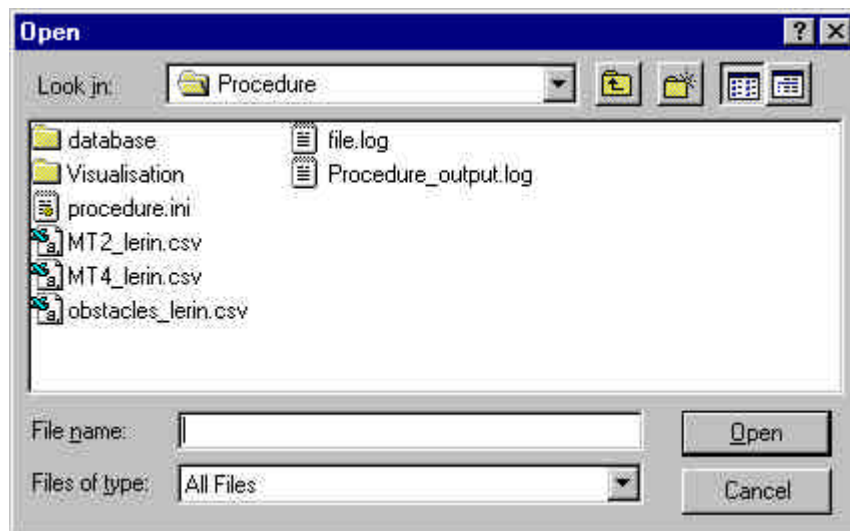 Open
Look in: Procedure
database
Visualisation
procedure.ini
MT2_lerin.csv
MT4_lerin.csv
obstacles_lerin.csv
file.log
Procedure_output.log
File name:
Open
Files of type: All Files
Cancel